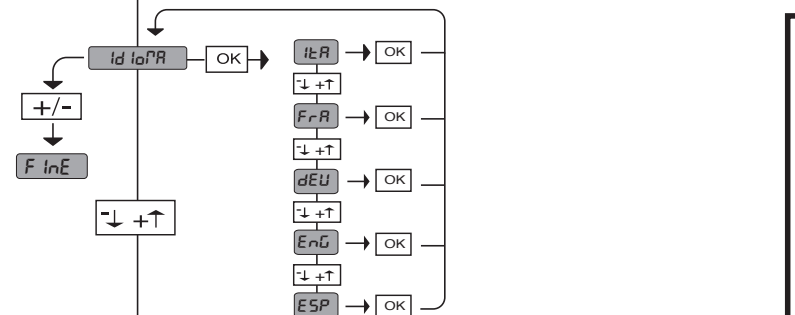 IdIoMA
OK
ItA
OK
-↓ +↑
+/-
FrA
OK
-↓ +↑
FInE
dEU
OK
-↓ +↑
-↓ +↑
EnG
OK
-↓ +↑
ESP
OK